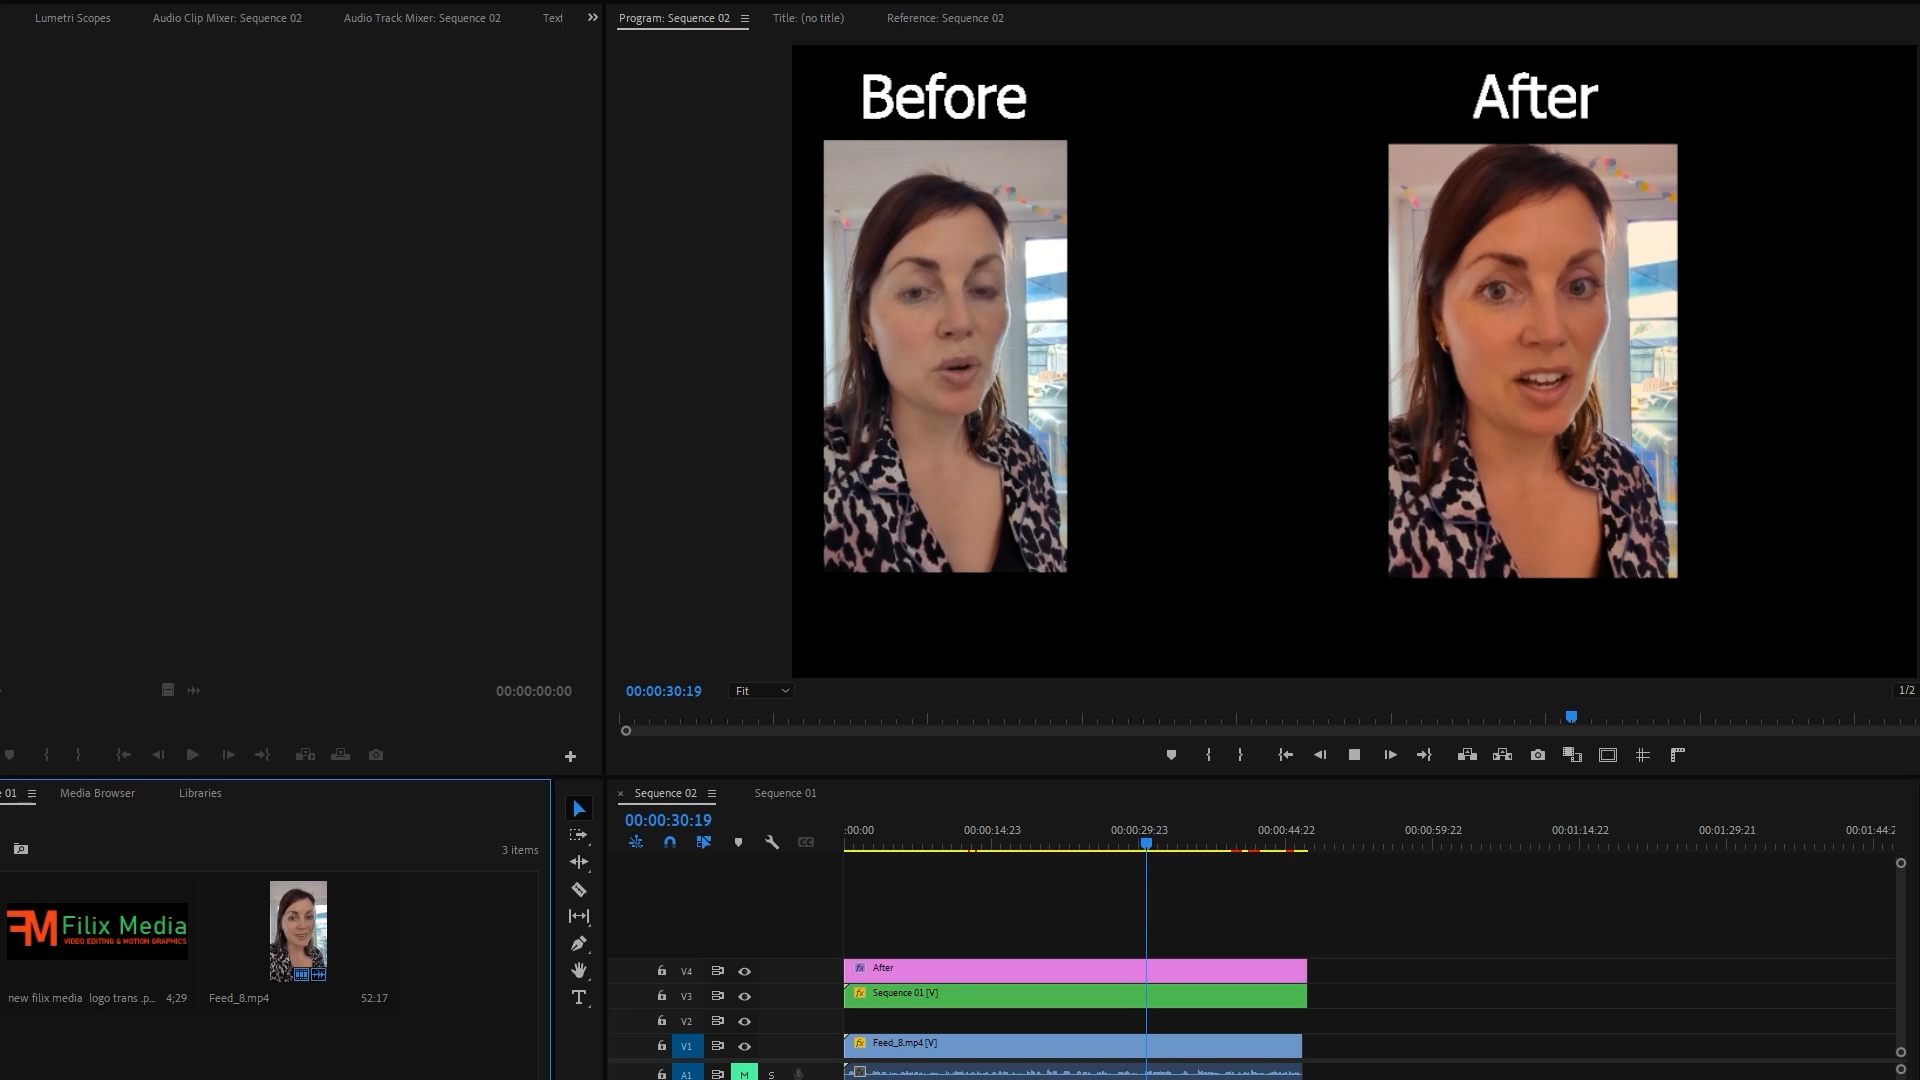 Lumetri Scopes Audio Clip Mixer: Sequence 02 Audio Track Mixer: Sequence 02 Text
Program: Sequence 02 Title: (no title) Reference: Sequence 02
Before After
00:00:00:00
00:00:30:19 Fit 1/2
e 01 Media Browser Libraries
3 items
FM Filix Media
VIDEO EDITING & MOTION GRAPHICS
new filix media logo trans .p... 4;29
Feed_8.mp4 52:17
Sequence 02 Sequence 01
00:00:30:19
:00:00 00:00:14:23 00:00:29:23 00:00:44:22 00:00:59:22 00:01:14:22 00:01:29:21 00:01:44:2
CC
V4 fx After
V3 fx Sequence 01 [V]
V2
V1 fx Feed_8.mp4 [V]
A1 M S fx